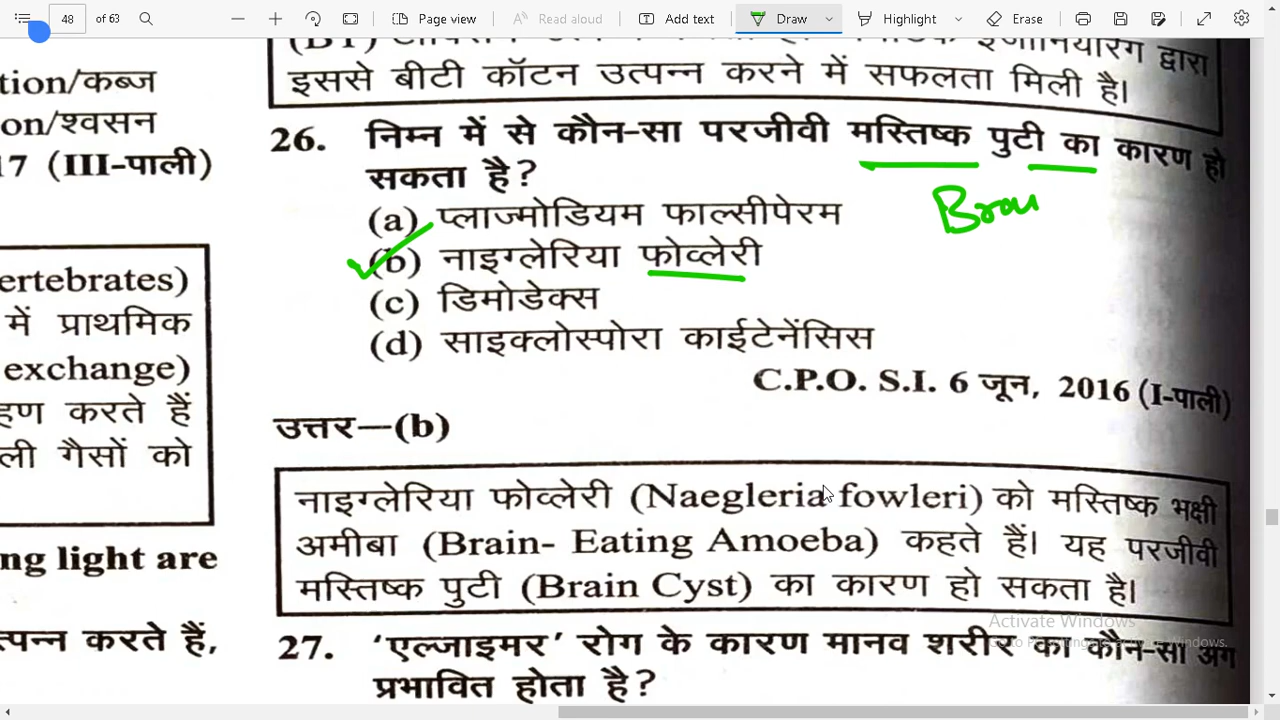 48 of 63
Page view
Read aloud
Add text
Draw
Highlight
Erase
इससे बीटी कॉटन उत्पन्न करने में सफलता मिली है।
tion/कब्ज
on/श्वसन
17 (III-पाली)
ertebrates)
में प्राथमिक
exchange)
हण करते हैं
ली गैसों को
ng light are
त्पन्न करते हैं,
26. निम्न में से कौन-सा परजीवी मस्तिष्क पुटी का कारण हो
सकता है?
(a) प्लाज्मोडियम फाल्सीपेरम
(b) नाइग्लेरिया फोव्लेरी
(c) डिमोडेक्स
(d) साइक्लोस्पोरा काईटेनेंसिस
C.P.O. S.I. 6 जून, 2016 (I-पाली)
उत्तर—(b)
नाइग्लेरिया फोव्लेरी (Naegleria fowleri) को मस्तिष्क भक्षी
अमीबा (Brain- Eating Amoeba) कहते हैं। यह परजीवी
मस्तिष्क पुटी (Brain Cyst) का कारण हो सकता है।
Activate Windows
27. 'एल्जाइमर' रोग के कारण मानव शरीर का कौन-सा अंग
प्रभावित होता है?